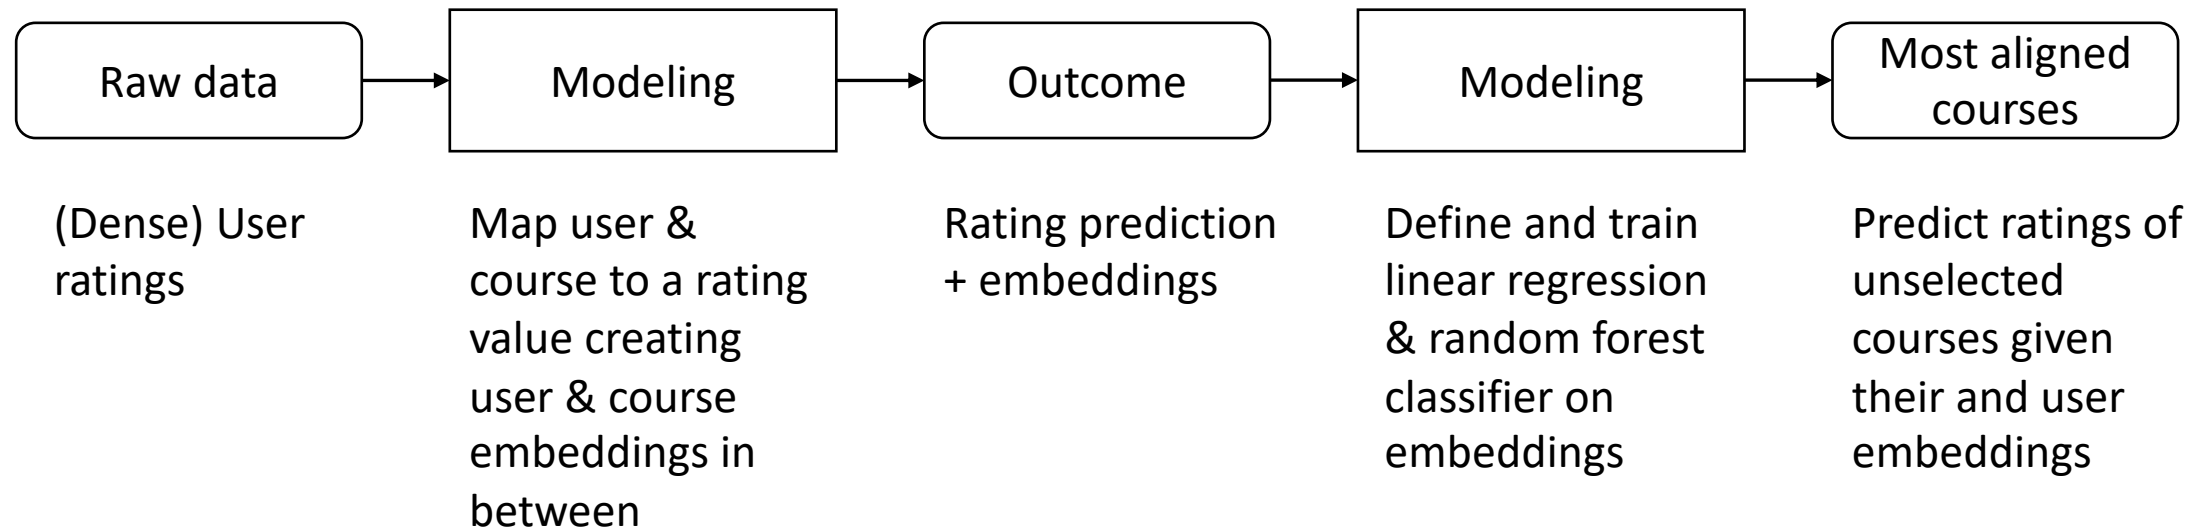 Raw data
Modeling
Outcome
Modeling
Most aligned
courses
(Dense) User
ratings
Map user &
course to a rating
value creating
user & course
embeddings in
between
Rating prediction
+ embeddings
Define and train
linear regression
& random forest
classifier on
embeddings
Predict ratings of
unselected
courses given
their and user
embeddings